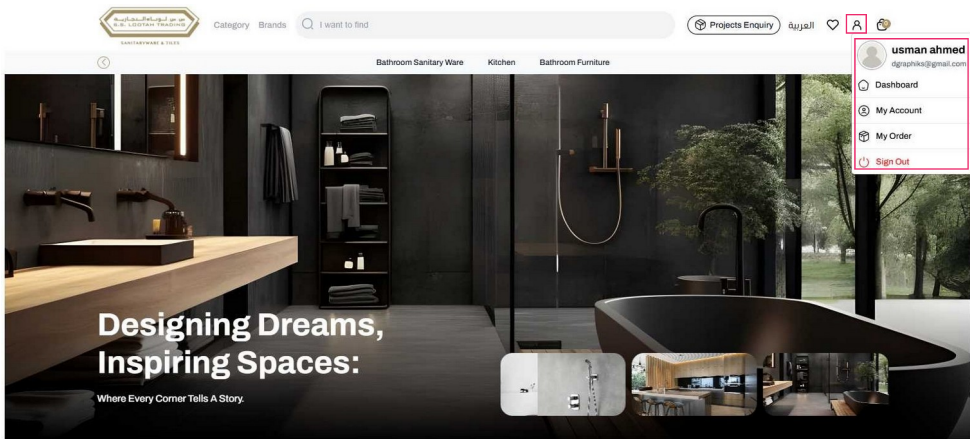 س.س. لـوتـاه التـجـاريـة
S.S. LOOTAH TRADING
SANITARYWARE & TILES
Category
Brands
I want to find
Projects Enquiry
العربية
usman ahmed
dgraphiks@gmail.com
Dashboard
My Account
My Order
Sign Out
Bathroom Sanitary Ware
Kitchen
Bathroom Furniture
Designing Dreams,
Inspiring Spaces:
Where Every Corner Tells A Story.